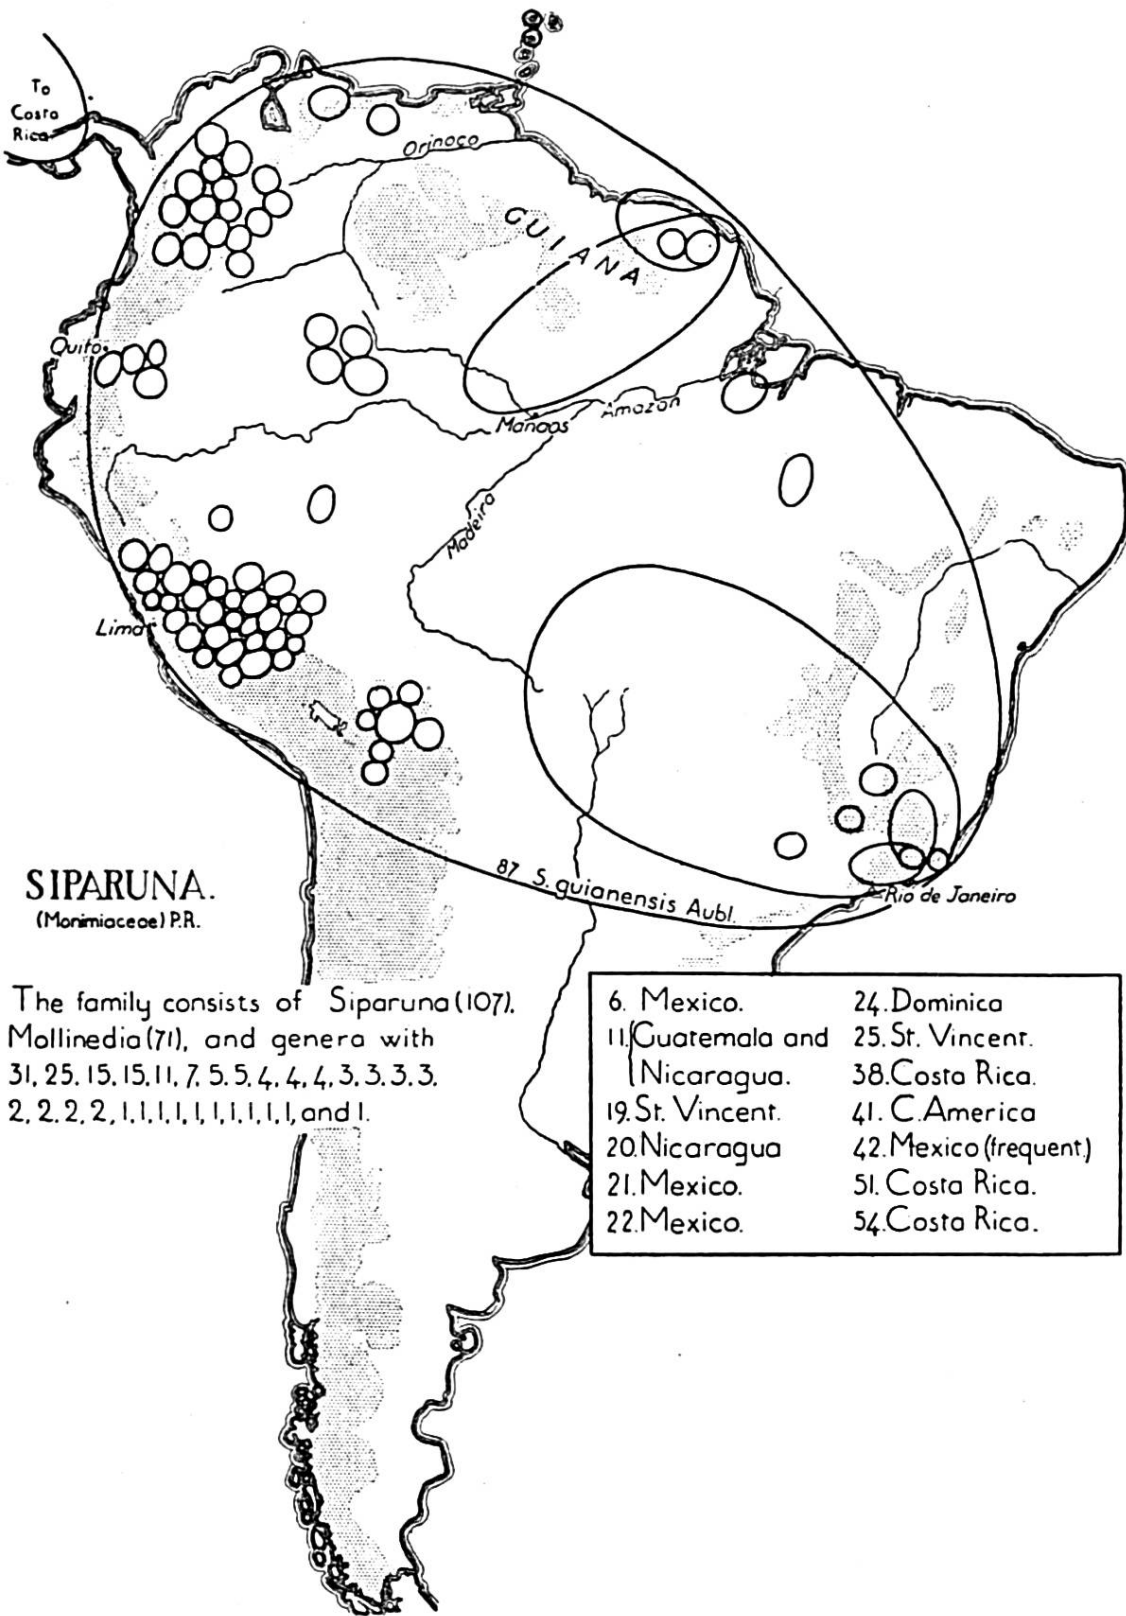 To
Costa
Rica
Orinoco
GUIANA
Quito
Manaos
Amazon
Madeira
Lima
87 S. guianensis Aubl.
Rio de Janeiro
SIPARUNA.
(Monimiaceae) P.R.
The family consists of Siparuna (107),
Mollinedia (71), and genera with
31, 25, 15, 15, 11, 7, 5, 5, 4, 4, 4, 3, 3, 3, 3,
2, 2, 2, 2, 1, 1, 1, 1, 1, 1, 1, 1, 1, 1, and 1.
6. Mexico.
11. Guatemala and
Nicaragua.
19. St. Vincent.
20. Nicaragua
21. Mexico.
22. Mexico.
24. Dominica
25. St. Vincent.
38. Costa Rica.
41. C. America
42. Mexico (frequent.)
51. Costa Rica.
54. Costa Rica.